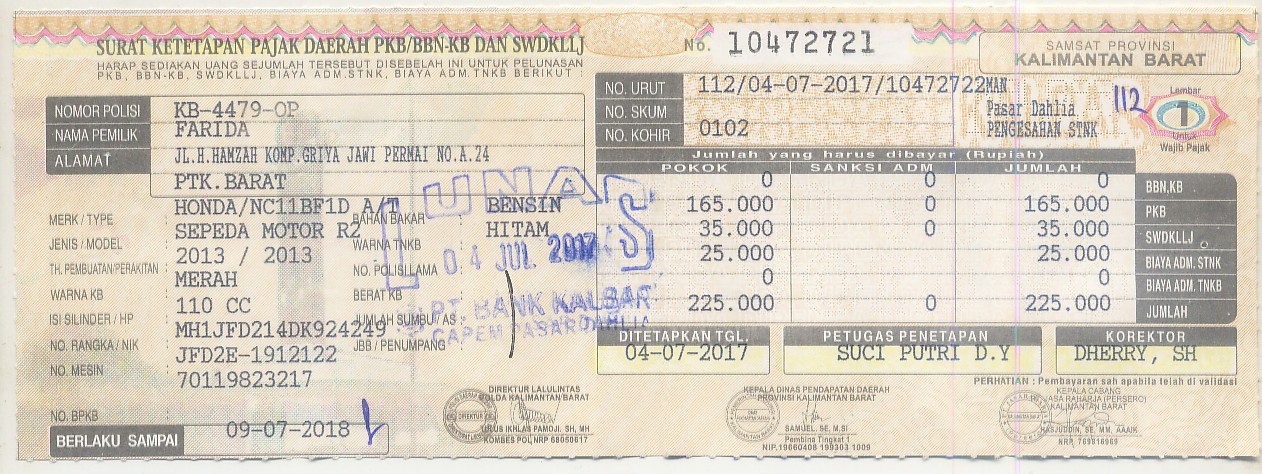 SURAT KETETAPAN PAJAK DAERAH PKB/BBN-KB DAN SWDKLLJ
HARAP SEDIAKAN UANG SEJUMLAH TERSEBUT DISEBELAH INI UNTUK PELUNASAN
PKB, BBN-KB, SWDKLLJ, BIAYA ADM.STNK, BIAYA ADM.TNKB BERIKUT :
No. 10472721
SAMSAT PROVINSI
KALIMANTAN BARAT
NO. URUT 112/04-07-2017/10472722MAN
NO. SKUM Pasar Dahlia
NO. KOHIR 0102 PENGESAHAN STNK
112
Lembar
1
Untuk
Wajib Pajak
NOMOR POLISI KB-4479-OP
NAMA PEMILIK FARIDA
ALAMAT JL.H.HAMZAH KOMP.GRIYA JAWI PERMAI NO.A.24
PTK.BARAT
MERK / TYPE HONDA/NC11BF1D A/T BAHAN BAKAR : BENSIN
JENIS / MODEL SEPEDA MOTOR R2 WARNA TNKB : HITAM
TH. PEMBUATAN/PERAKITAN 2013 / 2013 NO. POLISI LAMA :
WARNA KB MERAH BERAT KB :
ISI SILINDER / HP 110 CC JUMLAH SUMBU / AS :
NO. RANGKA / NIK MH1JFD214DK924249 JBB / PENUMPANG :
NO. MESIN JFD2E-1912122
NO. BPKB 70119823217
BERLAKU SAMPAI 09-07-2018
LUNAS
04 JUL 2017
PT. BANK KALBAR
CAPEM PASAR DAHLIA
Jumlah yang harus dibayar (Rupiah)
POKOK SANKSI ADM JUMLAH
0 0 0 BBN.KB
165.000 0 165.000 PKB
35.000 0 35.000 SWDKLLJ
25.000 25.000 BIAYA ADM. STNK
0 0 BIAYA ADM. TNKB
225.000 0 225.000 JUMLAH
DITETAPKAN TGL. PETUGAS PENETAPAN KOREKTOR
04-07-2017 SUCI PUTRI D.Y DHERRY, SH
PERHATIAN : Pembayaran sah apabila telah di validasi
DIREKTUR LALULINTAS
POLDA KALIMANTAN BARAT
DIREKTUR
KOMBES POL NRP 68050617
KEPALA DINAS PENDAPATAN DAERAH
PROVINSI KALIMANTAN BARAT
SAMUEL. SE, M.SI
Pembina Tingkat 1
NIP.19660408 199303 1009
KEPALA CABANG
JASA RAHARJA (PERSERO)
KALIMANTAN BARAT
HASJUDDIN, SE, MM, AAAIK
NRP. 769816969